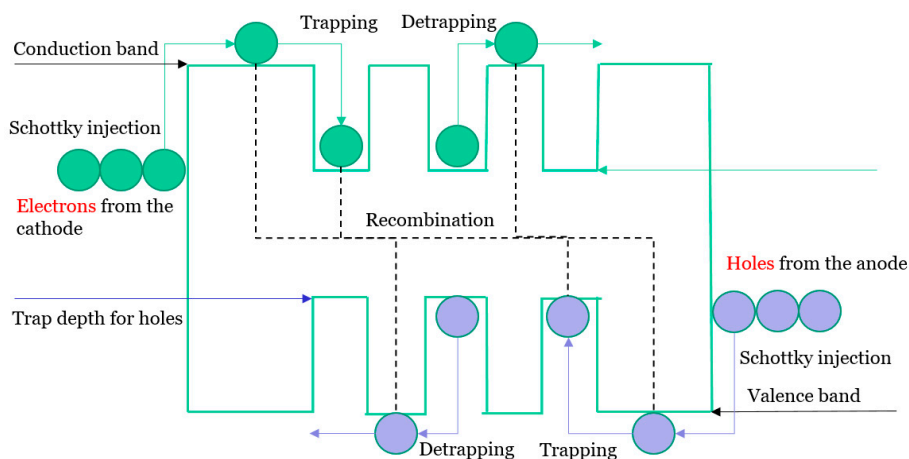 Trapping
Detrapping
Conduction band
Schottky injection
Electrons from the
cathode
Recombination
Holes from the anode
Trap depth for holes
Schottky injection
Valence band
Detrapping
Trapping